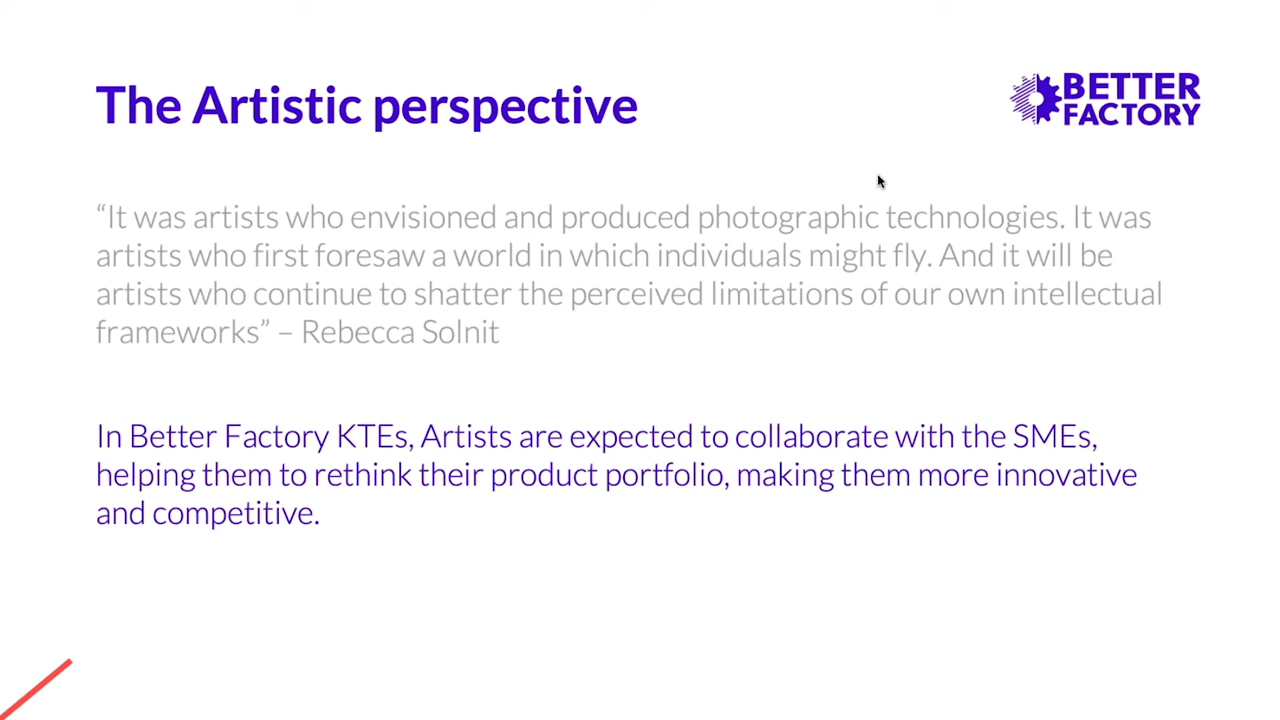 The Artistic perspective
BETTER
FACTORY
“It was artists who envisioned and produced photographic technologies. It was
artists who first foresaw a world in which individuals might fly. And it will be
artists who continue to shatter the perceived limitations of our own intellectual
frameworks” – Rebecca Solnit
In Better Factory KTEs, Artists are expected to collaborate with the SMEs,
helping them to rethink their product portfolio, making them more innovative
and competitive.